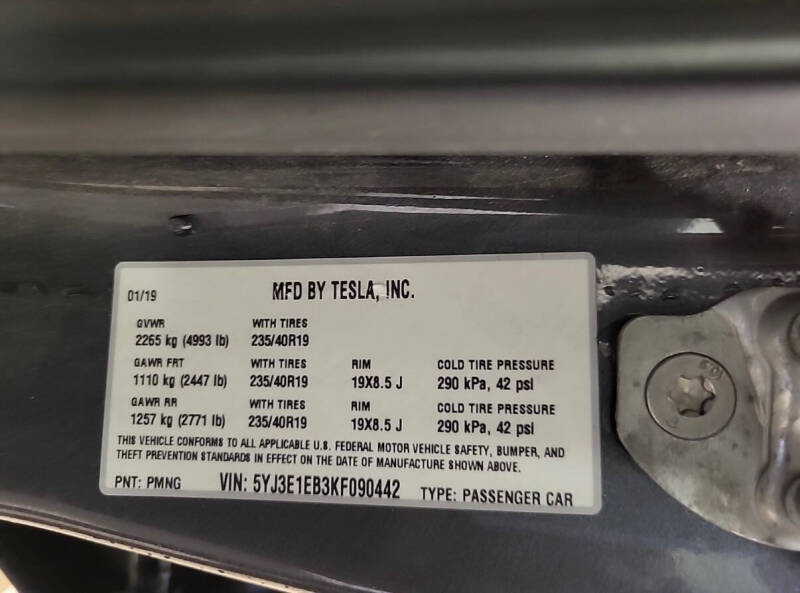 01/19 MFD BY TESLA, INC.
GVWR WITH TIRES
2265 kg (4993 lb) 235/40R19
GAWR FRT WITH TIRES RIM COLD TIRE PRESSURE
1110 kg (2447 lb) 235/40R19 19X8.5 J 290 kPa, 42 psi
GAWR RR WITH TIRES RIM COLD TIRE PRESSURE
1257 kg (2771 lb) 235/40R19 19X8.5 J 290 kPa, 42 psi
THIS VEHICLE CONFORMS TO ALL APPLICABLE U.S. FEDERAL MOTOR VEHICLE SAFETY, BUMPER, AND
THEFT PREVENTION STANDARDS IN EFFECT ON THE DATE OF MANUFACTURE SHOWN ABOVE.
PNT: PMNG VIN: 5YJ3E1EB3KF090442 TYPE: PASSENGER CAR